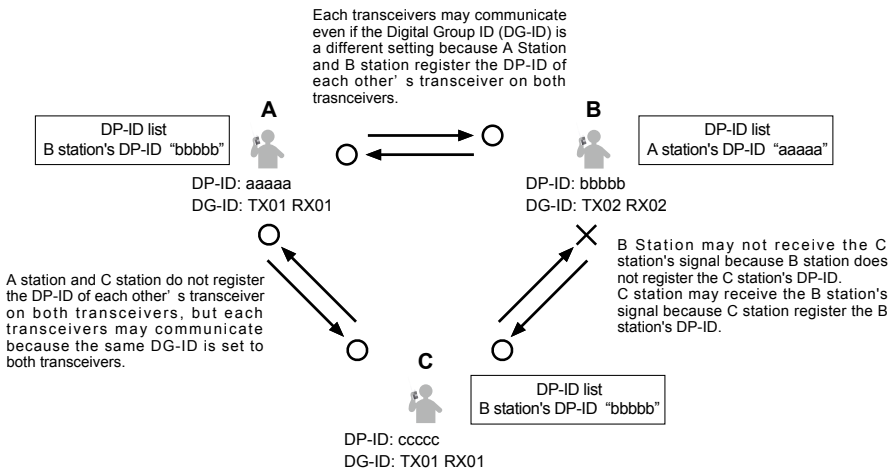 Each transceivers may communicate
even if the Digital Group ID (DG-ID) is
a different setting because A Station
and B station register the DP-ID of
each other’ s transceiver on both
trasnceivers.
A
B
DP-ID list
B station's DP-ID “bbbbb”
DP-ID list
A station's DP-ID “aaaaa”
DP-ID: aaaaa
DG-ID: TX01 RX01
DP-ID: bbbbb
DG-ID: TX02 RX02
A station and C station do not register
the DP-ID of each other’ s transceiver
on both transceivers, but each
transceivers may communicate
because the same DG-ID is set to
both transceivers.
B Station may not receive the C
station's signal because B station does
not register the C station's DP-ID.
C station may receive the B station's
signal because C station register the B
station's DP-ID.
C
DP-ID list
B station's DP-ID “bbbbb”
DP-ID: ccccc
DG-ID: TX01 RX01